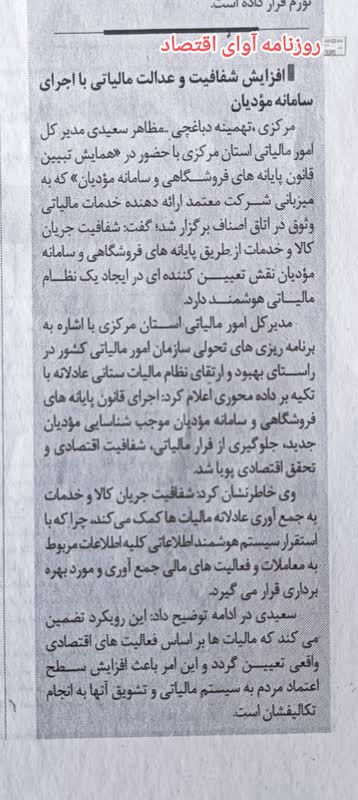 تورم قرار داده است.
روزنامه آوای اقتصاد
افزایش شفافیت و عدالت مالیاتی با اجرای
سامانه مؤدیان
مرکزی، تهمینه دباغچی ..مظاهر سعیدی مدیر کل
امور مالیاتی استان مرکزی با حضور در «همایش تبیین
قانون پایانه های فروشگاهی و سامانه مؤدیان» که به
میزبانی شرکت معتمد ارائه دهنده خدمات مالیاتی
وثوق در اتاق اصناف برگزار شد؛ گفت: شفافیت جریان
کالا و خدمات از طریق پایانه های فروشگاهی و سامانه
مؤدیان نقش تعیین کننده ای در ایجاد یک نظام
مالیاتی هوشمند دارد.
مدیرکل امور مالیاتی استان مرکزی با اشاره به
برنامه ریزی های تحولی سازمان امور مالیاتی کشور در
راستای بهبود و ارتقای نظام مالیات ستانی عادلانه با
تکیه بر داده محوری اعلام کرد: اجرای قانون پایانه های
فروشگاهی و سامانه مؤدیان موجب شناسایی مؤدیان
جدید، جلوگیری از فرار مالیاتی، شفافیت اقتصادی و
تحقق اقتصادی پویا شد.
وی خاطرنشان کرد: شفافیت جریان کالا و خدمات
به جمع آوری عادلانه مالیات ها کمک می کند، چرا که با
استقرار سیستم هوشمند اطلاعاتی کلیه اطلاعات مربوط
به معاملات و فعالیت های مالی جمع آوری و مورد بهره
برداری قرار می گیرد.
سعیدی در ادامه توضیح داد: این رویکرد تضمین
می کند که مالیات ها بر اساس فعالیت های اقتصادی
واقعی تعیین گردد و این امر باعث افزایش سطح
اعتماد مردم به سیستم مالیاتی و تشویق آنها به انجام
تکالیفشان است.